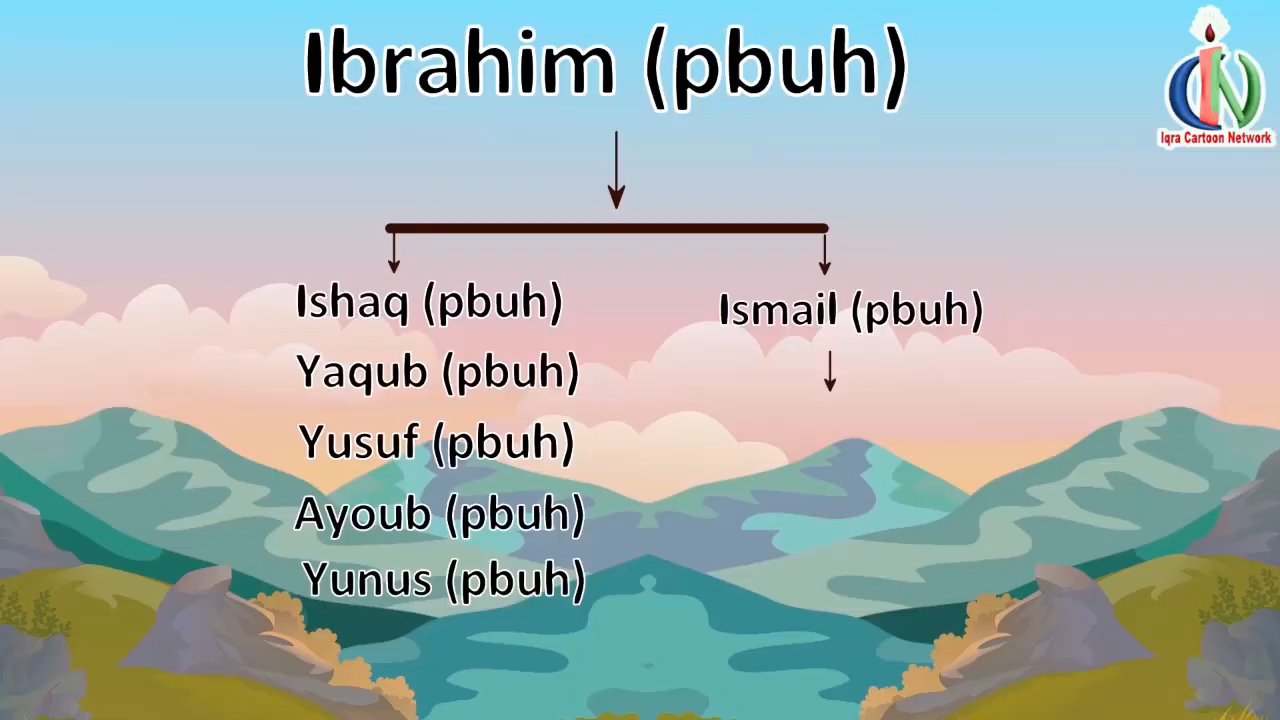 Ibrahim (pbuh)
Iqra Cartoon Network
Ishaq (pbuh)
Ismail (pbuh)
Yaqub (pbuh)
Yusuf (pbuh)
Ayoub (pbuh)
Yunus (pbuh)